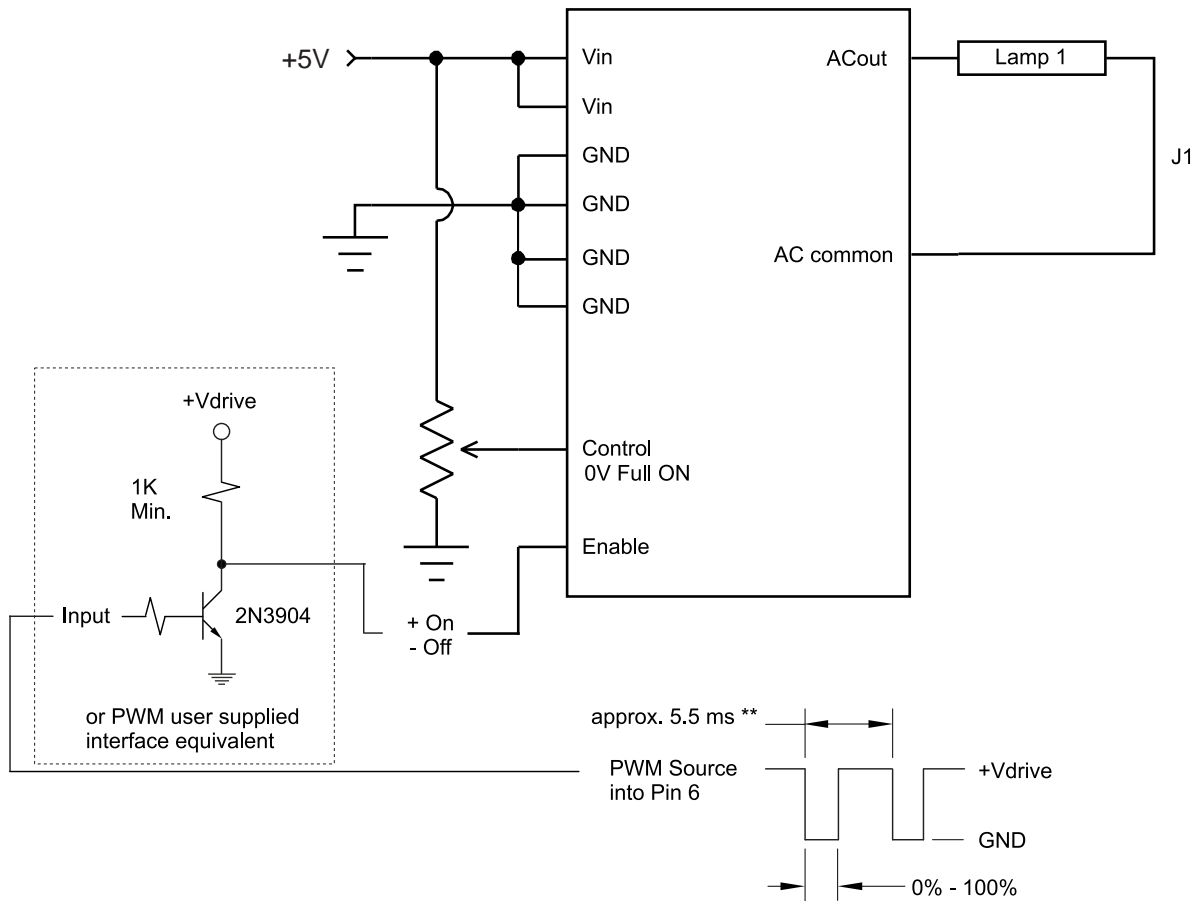 +5V
Vin
ACout
Lamp 1
Vin
GND
J1
GND
GND
AC common
GND
+Vdrive
Control
0V Full ON
1K
Min.
Enable
Input
2N3904
+ On
- Off
or PWM user supplied
interface equivalent
approx. 5.5 ms **
PWM Source
into Pin 6
+Vdrive
GND
0% - 100%